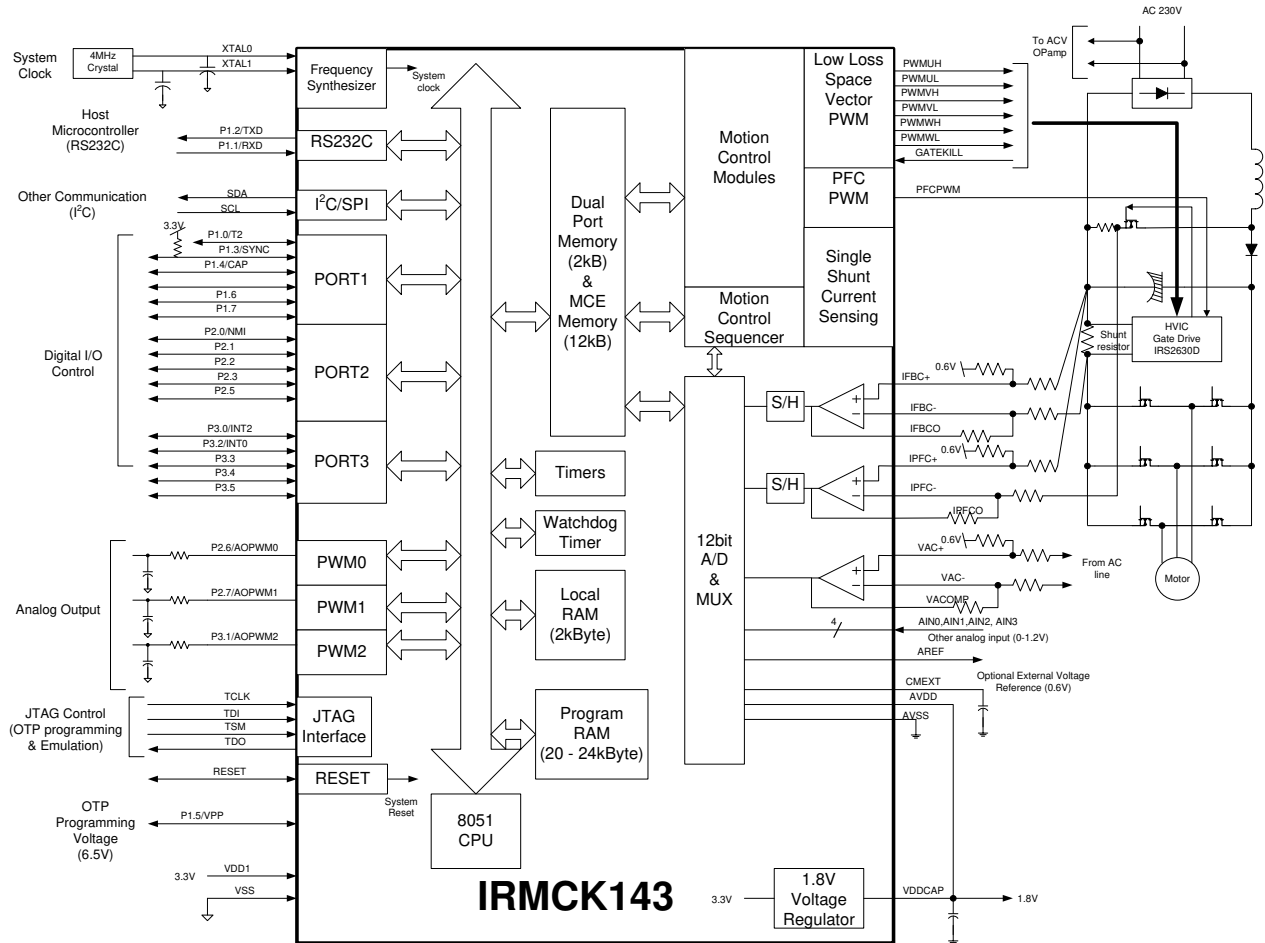 AC 230V
To ACV
OPamp
System
Clock
4MHz
Crystal
XTAL0
XTAL1
Frequency
Synthesizer
System
clock
Host
Microcontroller
(RS232C)
P1.2/TXD
P1.1/RXD
RS232C
Other Communication
(I²C)
SDA
SCL
I²C/SPI
3.3V
P1.0/T2
P1.3/SYNC
P1.4/CAP
P1.6
P1.7
PORT1
Digital I/O
Control
P2.0/NMI
P2.1
P2.2
P2.3
P2.5
PORT2
P3.0/INT2
P3.2/INT0
P3.3
P3.4
P3.5
PORT3
Analog Output
P2.6/AOPWM0
P2.7/AOPWM1
P3.1/AOPWM2
PWM0
PWM1
PWM2
JTAG Control
(OTP programming
& Emulation)
TCLK
TDI
TSM
TDO
JTAG
Interface
RESET
RESET
System
Reset
OTP
Programming
Voltage
(6.5V)
P1.5/VPP
3.3V
VDD1
VSS
8051
CPU
Dual
Port
Memory
(2kB)
&
MCE
Memory
(12kB)
Timers
Watchdog
Timer
Local
RAM
(2kByte)
Program
RAM
(20 - 24kByte)
Motion
Control
Modules
Motion
Control
Sequencer
Low Loss
Space
Vector
PWM
PFC
PWM
Single
Shunt
Current
Sensing
PWMUH
PWMUL
PWMVH
PWMVL
PWMWH
PWMWL
GATEKILL
PFCPWM
HVIC
Gate Drive
IRS2630D
Shunt
resistor
12bit
A/D
&
MUX
S/H
S/H
+
−
+
−
+
−
IFBC+
0.6V
IFBC-
IFBCO
0.6V
IPFC+
IPFC-
IPFCO
0.6V
VAC+
VAC-
VACOMP
From AC
line
Motor
4
AIN0,AIN1,AIN2, AIN3
Other analog input (0-1.2V)
AREF
Optional External Voltage
Reference (0.6V)
CMEXT
AVDD
AVSS
IRMCK143
3.3V
1.8V
Voltage
Regulator
VDDCAP
1.8V